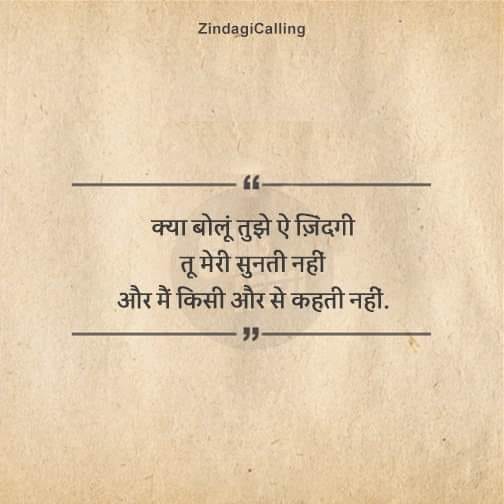 ZindagiCalling
“
क्या बोलूं तुझे ऐ ज़िंदगी
तू मेरी सुनती नहीं
और मैं किसी और से कहती नहीं.
”